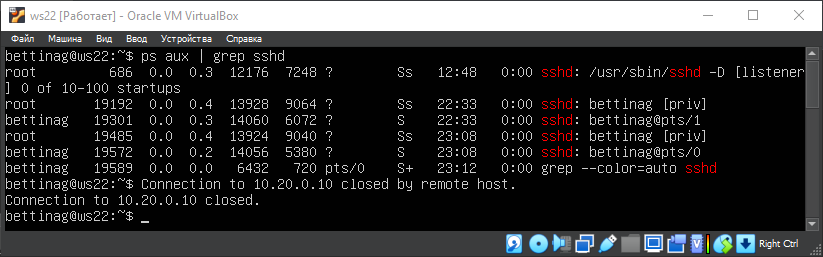 ws22 [Работает] - Oracle VM VirtualBox
Файл Машина Вид Ввод Устройства Справка
bettinag@ws22:~$ ps aux | grep sshd
root 686 0.0 0.3 12176 7248 ? Ss 12:48 0:00 sshd: /usr/sbin/sshd -D [listener
] 0 of 10-100 startups
root 19192 0.0 0.4 13928 9064 ? Ss 22:33 0:00 sshd: bettinag [priv]
bettinag 19301 0.0 0.3 14060 6072 ? S 22:33 0:00 sshd: bettinag@pts/1
root 19485 0.0 0.4 13924 9040 ? Ss 23:08 0:00 sshd: bettinag [priv]
bettinag 19572 0.0 0.2 14056 5380 ? S 23:08 0:00 sshd: bettinag@pts/0
bettinag 19589 0.0 0.0 6432 720 pts/0 S+ 23:12 0:00 grep --color=auto sshd
bettinag@ws22:~$ Connection to 10.20.0.10 closed by remote host.
Connection to 10.20.0.10 closed.
bettinag@ws22:~$ _
Right Ctrl